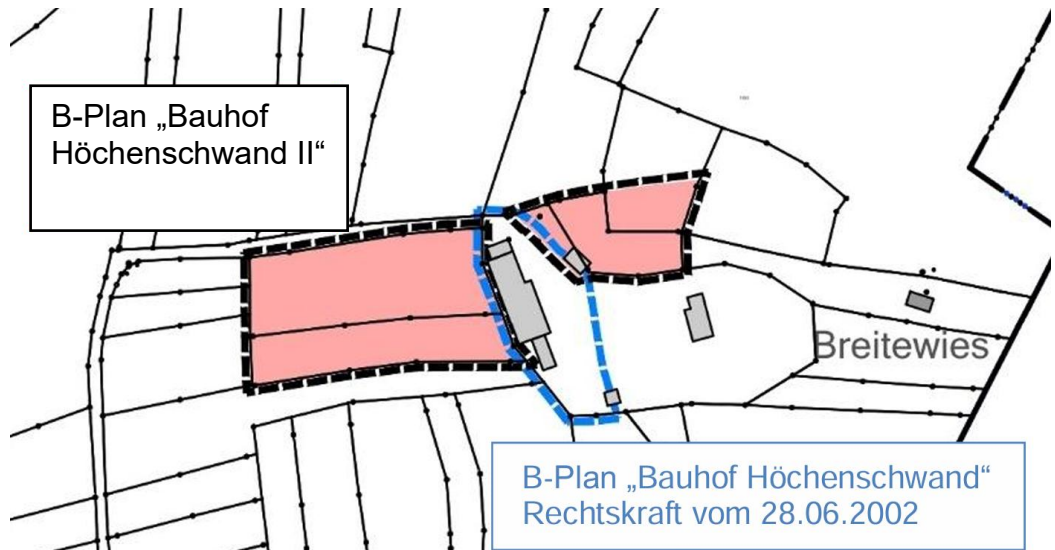 B-Plan „Bauhof
Höchenschwand II“
Breitewies
B-Plan „Bauhof Höchenschwand“
Rechtskraft vom 28.06.2002